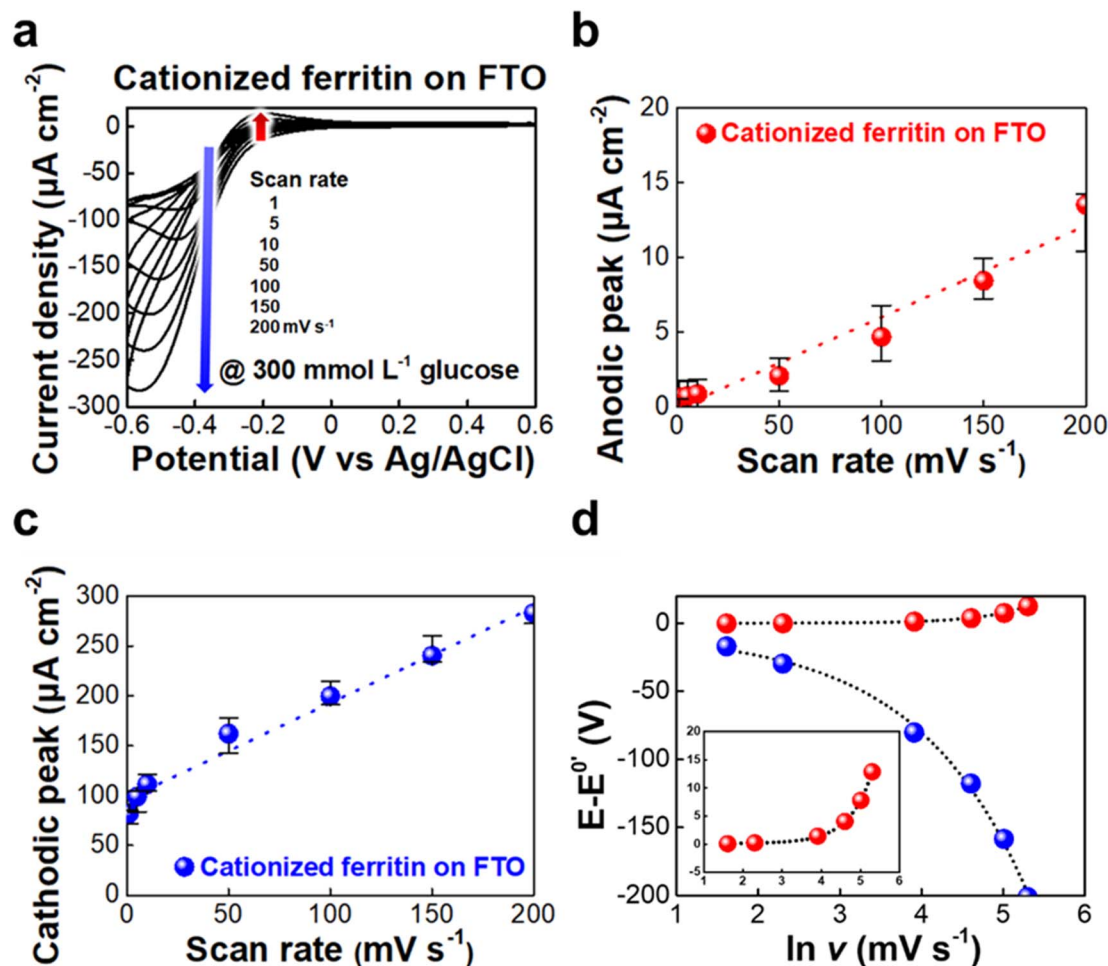 a
Cationized ferritin on FTO
Current density (µA cm⁻²)
0
-50
-100
-150
-200
-250
-300
Scan rate
1
5
10
50
100
150
200 mV s⁻¹
@ 300 mmol L⁻¹ glucose
-0.6 -0.4 -0.2 0 0.2 0.4 0.6
Potential (V vs Ag/AgCl)
b
Anodic peak (µA cm⁻²)
20
15
10
5
0
Cationized ferritin on FTO
0 50 100 150 200
Scan rate (mV s⁻¹)
c
Cathodic peak (µA cm⁻²)
300
250
200
150
100
50
0
Cationized ferritin on FTO
0 50 100 150 200
Scan rate (mV s⁻¹)
d
E-E⁰' (V)
0
-50
-100
-150
-200
20
15
10
5
0
-5
1 2 3 4 5 6
1 2 3 4 5 6
ln v (mV s⁻¹)